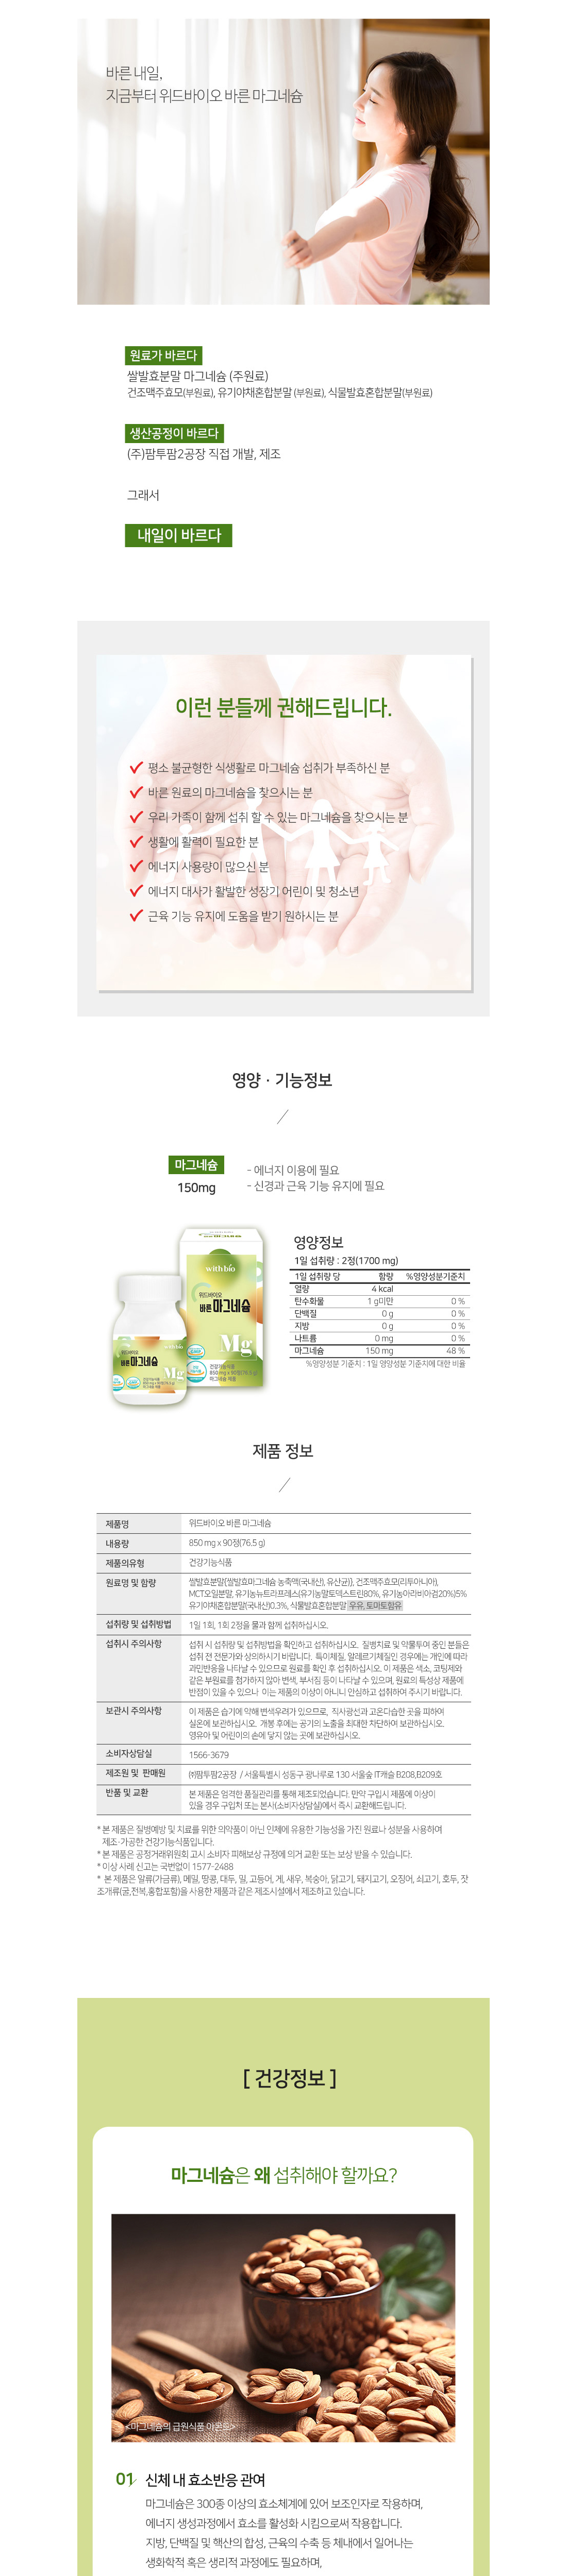 바른 내일,
지금부터 위드바이오 바른 마그네슘
원료가 바르다
쌀발효분말 마그네슘 (주원료)
건조맥주효모(부원료), 유기야채혼합분말 (부원료), 식물발효혼합분말(부원료)
생산공정이 바르다
(주)팜투팜2공장 직접 개발, 제조
그래서
내일이 바르다
이런 분들께 권해드립니다.
평소 불균형한 식생활로 마그네슘 섭취가 부족하신 분
바른 원료의 마그네슘을 찾으시는 분
우리 가족이 함께 섭취 할 수 있는 마그네슘을 찾으시는 분
생활에 활력이 필요한 분
에너지 사용량이 많으신 분
에너지 대사가 활발한 성장기 어린이 및 청소년
근육 기능 유지에 도움을 받기 원하시는 분
영양 · 기능정보
마그네슘
150mg
- 에너지 이용에 필요
- 신경과 근육 기능 유지에 필요
withbio
위드바이오
바른 마그네슘
Mg
건강기능식품
850 mg x 90정(76.5 g)
withbio
위드바이오
바른 마그네슘
Mg
영양정보
1일 섭취량 : 2정(1700 mg)
1일 섭취량 당 함량 %영양성분기준치
열량 4 kcal
탄수화물 1 g미만 0 %
단백질 0 g 0 %
지방 0 g 0 %
나트륨 0 mg 0 %
마그네슘 150 mg 48 %
%영양성분 기준치 : 1일 영양성분 기준치에 대한 비율
제품 정보
제품명 위드바이오 바른 마그네슘
내용량 850 mg x 90정(76.5 g)
제품의유형 건강기능식품
원료명 및 함량 쌀발효분말{쌀발효마그네슘 농축액(국내산), 유산균)}, 건조맥주효모(리투아니아),
MCT오일분말, 유기농뉴트리프레스(유기농말토덱스트린80%, 유기농아라비아검20%)5%
유기야채혼합분말(국내산)0.3%, 식물발효혼합분말 우유, 토마토함유
섭취량 및 섭취방법 1일 1회, 1회 2정을 물과 함께 섭취하십시오.
섭취시 주의사항 섭취 시 섭취량 및 섭취방법을 확인하고 섭취하십시오. 질병치료 및 약물투여 중인 분들은
섭취 전 전문가와 상의하시기 바랍니다. 특이체질, 알레르기체질인 경우에는 개인에 따라
과민반응을 나타날 수 있으므로 원료를 확인 후 섭취하십시오. 이 제품은 색소, 코팅제와
같은 부원료를 첨가하지 않아 변색, 부서짐 등이 나타날 수 있으며, 원료의 특성상 제품에
반점이 있을 수 있으나 이는 제품의 이상이 아니니 안심하고 섭취하여 주시기 바랍니다.
보관시 주의사항 이 제품은 습기에 약해 변색우려가 있으므로, 직사광선과 고온다습한 곳을 피하여
실온에 보관하십시오. 개봉 후에는 공기의 노출을 최대한 차단하여 보관하십시오.
영유아 및 어린이의 손에 닿지 않는 곳에 보관하십시오.
소비자상담실 1566-3679
제조원 및 판매원 ㈜팜투팜2공장 / 서울특별시 성동구 광나루로 130 서울숲 IT캐슬 B208,B209호
반품 및 교환 본 제품은 엄격한 품질관리를 통해 제조되었습니다. 만약 구입시 제품에 이상이
있을 경우 구입처 또는 본사(소비자상담실)에서 즉시 교환해드립니다.
* 본 제품은 질병예방 및 치료를 위한 의약품이 아닌 인체에 유용한 기능성을 가진 원료나 성분을 사용하여
제조·가공한 건강기능식품입니다.
* 본 제품은 공정거래위원회 고시 소비자 피해보상 규정에 의거 교환 또는 보상 받을 수 있습니다.
* 이상 사례 신고는 국번없이 1577-2488
* 본 제품은 알류(가금류), 메밀, 땅콩, 대두, 밀, 고등어, 게, 새우, 복숭아, 닭고기, 돼지고기, 오징어, 쇠고기, 호두, 잣
조개류(굴,전복,홍합포함)을 사용한 제품과 같은 제조시설에서 제조하고 있습니다.
[ 건강정보 ]
마그네슘은 왜 섭취해야 할까요?
<마그네슘의 급원식품 아몬드>
01 신체 내 효소반응 관여
마그네슘은 300종 이상의 효소체계에 있어 보조인자로 작용하며,
에너지 생성과정에서 효소를 활성화 시킴으로써 작용합니다.
지방, 단백질 및 핵산의 합성, 근육의 수축 등 체내에서 일어나는
생화학적 혹은 생리적 과정에도 필요하며,